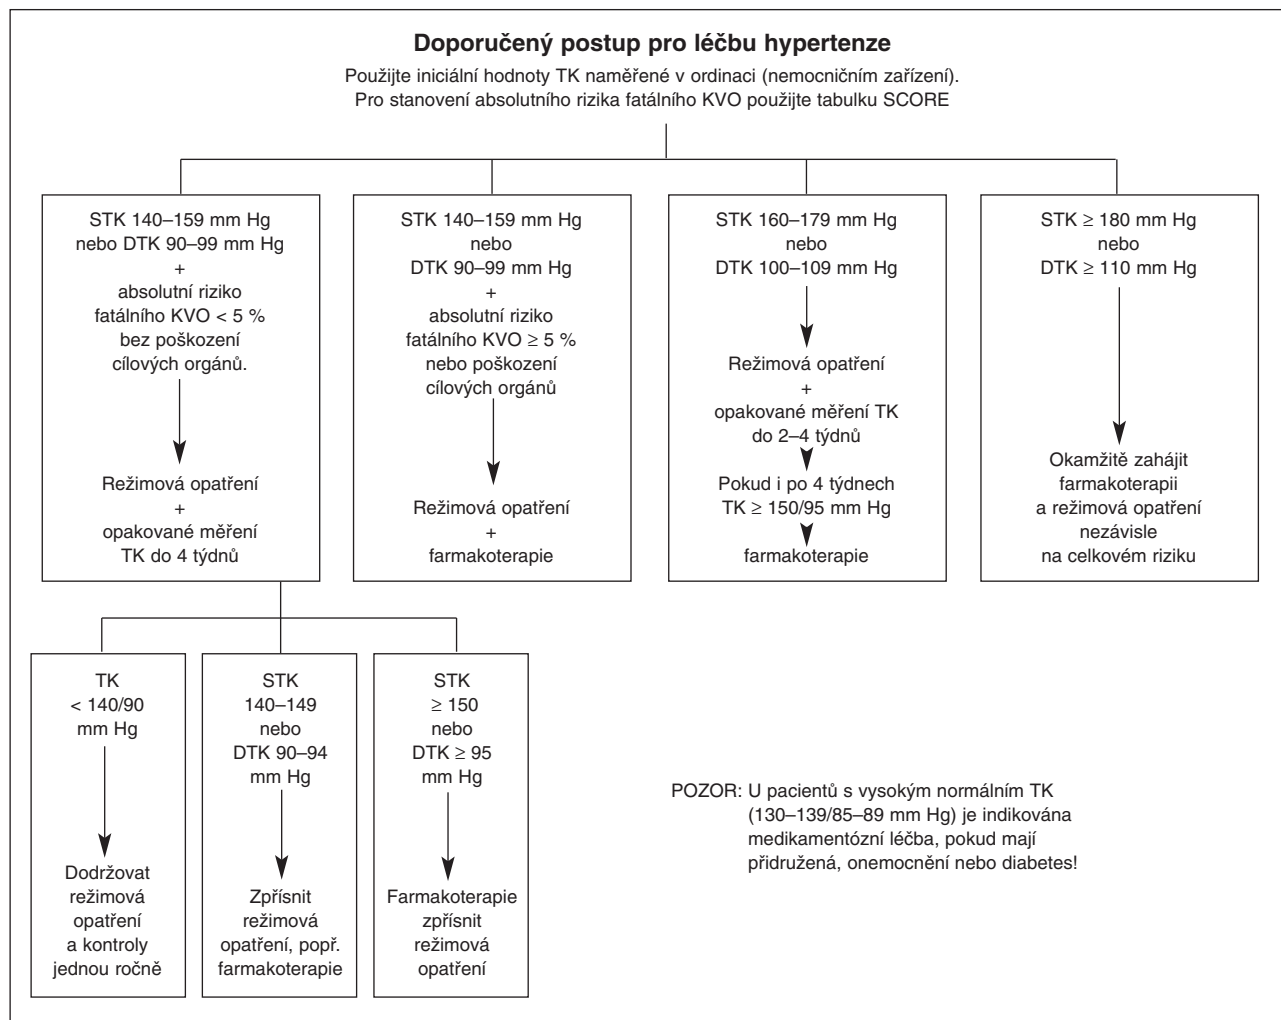 Doporučený postup pro léčbu hypertenze
Použijte iniciální hodnoty TK naměřené v ordinaci (nemocničním zařízení).
Pro stanovení absolutního rizika fatálního KVO použijte tabulku SCORE
STK 140–159 mm Hg
nebo DTK 90–99 mm Hg
+
absolutní riziko
fatálního KVO < 5 %
bez poškození
cílových orgánů.
Režimová opatření
+
opakované měření
TK do 4 týdnů
STK 140–159 mm Hg
nebo
DTK 90–99 mm Hg
+
absolutní riziko
fatálního KVO ≥ 5 %
nebo poškození
cílových orgánů
Režimová opatření
+
farmakoterapie
STK 160–179 mm Hg
nebo
DTK 100–109 mm Hg
Režimová opatření
+
opakované měření TK
do 2–4 týdnů
Pokud i po 4 týdnech
TK ≥ 150/95 mm Hg
farmakoterapie
STK ≥ 180 mm Hg
nebo
DTK ≥ 110 mm Hg
Okamžitě zahájit
farmakoterapii
a režimová opatření
nezávisle
na celkovém riziku
TK
< 140/90
mm Hg
Dodržovat
režimová
opatření
a kontroly
jednou ročně
STK
140–149
nebo
DTK 90–94
mm Hg
Zpřísnit
režimová
opatření, popř.
farmakoterapie
STK
≥ 150
nebo
DTK ≥ 95
mm Hg
Farmakoterapie
zpřísnit
režimová
opatření
POZOR: U pacientů s vysokým normálním TK
(130–139/85–89 mm Hg) je indikována
medikamentózní léčba, pokud mají
přidružená, onemocnění nebo diabetes!